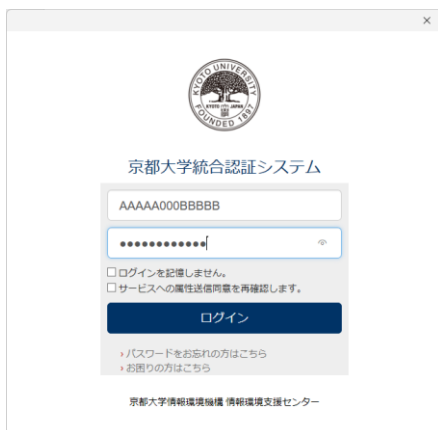 ×
KYOTO UNIVERSITY
KYOTO JAPAN
FOUNDED 1897
京都大学統合認証システム
AAAAA000BBBBB
●●●●●●●●●●●●
ログインを記憶しません。
サービスへの属性送信同意を再確認します。
ログイン
›パスワードをお忘れの方はこちら
›お困りの方はこちら
京都大学情報環境機構 情報環境支援センター